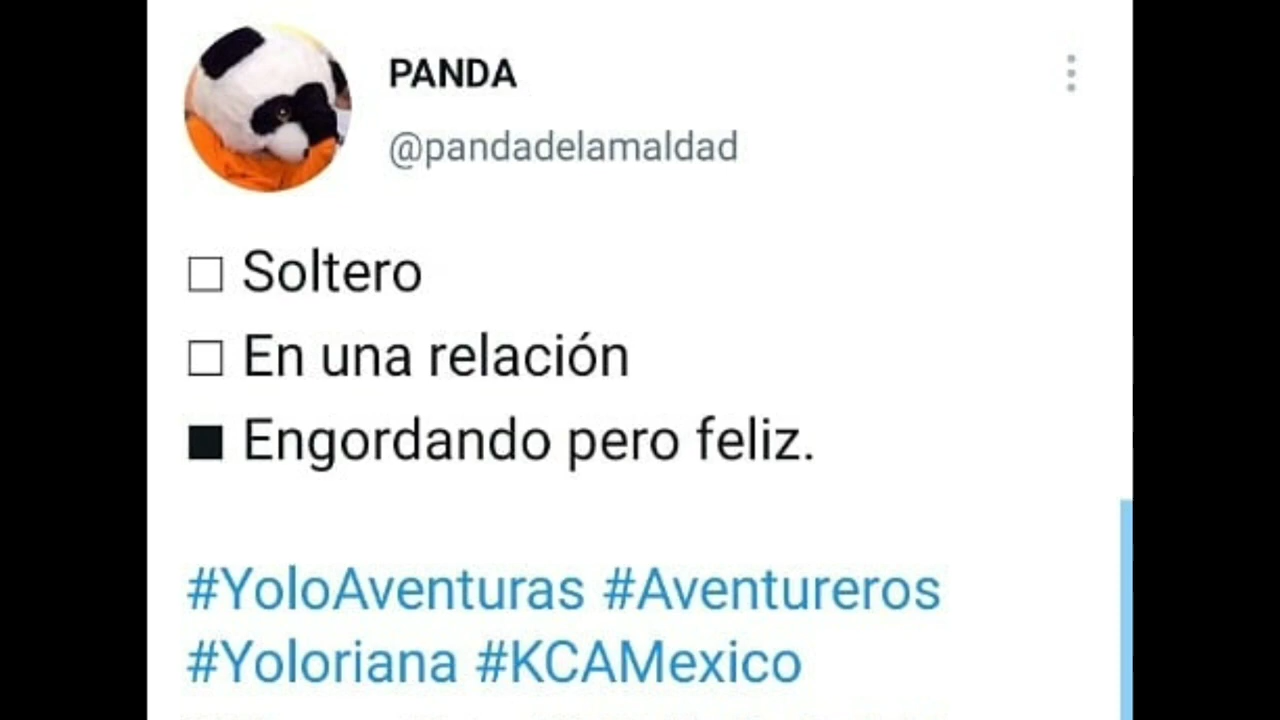 PANDA
@pandadelamaldad
□ Soltero
□ En una relación
■ Engordando pero feliz.
#YoloAventuras #Aventureros
#Yoloriana #KCAMexico